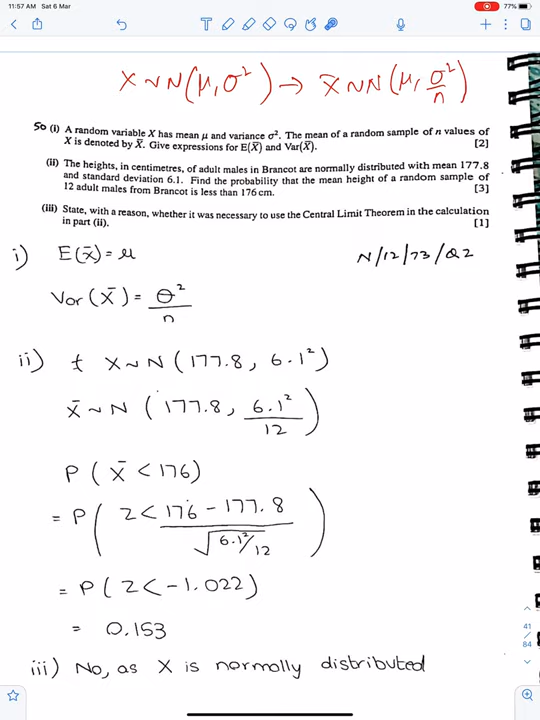 11:57 AM Sat 6 Mar
77%
X ~ N(μ, σ²) → X̄ ~ N(μ, σ²/n)
50 (i) A random variable X has mean μ and variance σ². The mean of a random sample of n values of
X is denoted by X̄. Give expressions for E(X̄) and Var(X̄). [2]
(ii) The heights, in centimetres, of adult males in Brancot are normally distributed with mean 177.8
and standard deviation 6.1. Find the probability that the mean height of a random sample of
12 adult males from Brancot is less than 176 cm. [3]
(iii) State, with a reason, whether it was necessary to use the Central Limit Theorem in the calculation
in part (ii). [1]
i) E(x̄) = μ
N/12/73/Q2
Var (X̄) = σ²/n
ii) X ~ N (177.8, 6.1²)
X̄ ~ N (177.8, 6.1²/12)
P (X̄ < 176)
= P (Z < 176 - 177.8 / √6.1²/12)
= P (Z < -1.022)
= 0.153
iii) No, as X is normally distributed
41
/
84